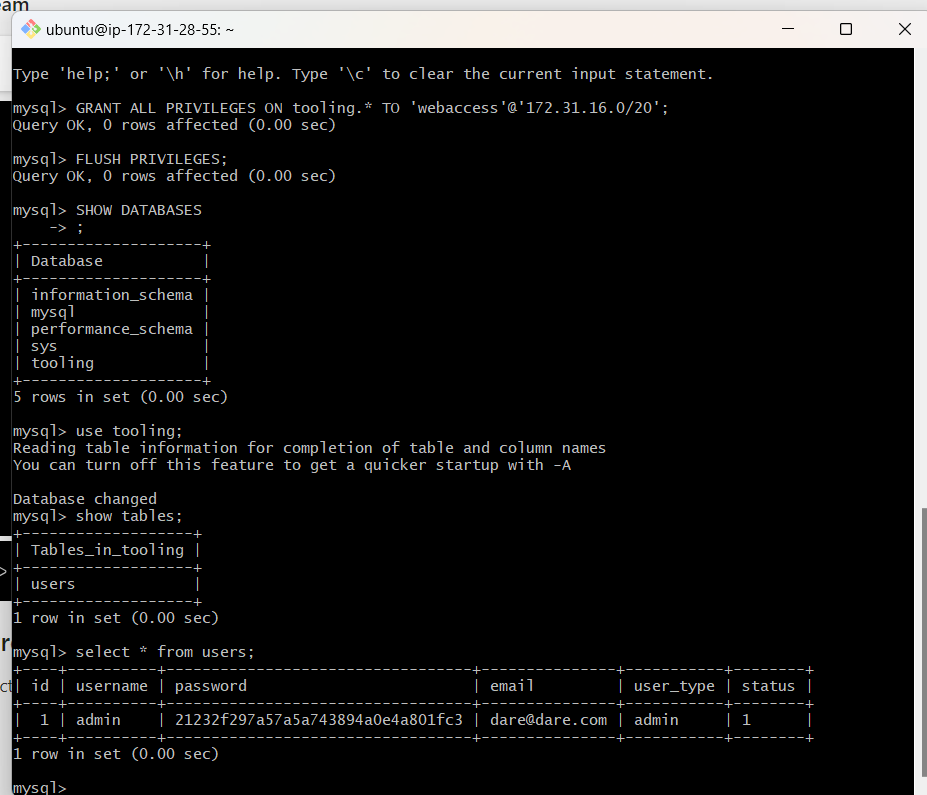 eam
ubuntu@ip-172-31-28-55: ~
Type 'help;' or '\h' for help. Type '\c' to clear the current input statement.
mysql> GRANT ALL PRIVILEGES ON tooling.* TO 'webaccess'@'172.31.16.0/20';
Query OK, 0 rows affected (0.00 sec)
mysql> FLUSH PRIVILEGES;
Query OK, 0 rows affected (0.00 sec)
mysql> SHOW DATABASES
    -> ;
+--------------------+
| Database           |
+--------------------+
| information_schema |
| mysql              |
| performance_schema |
| sys                |
| tooling            |
+--------------------+
5 rows in set (0.00 sec)
mysql> use tooling;
Reading table information for completion of table and column names
You can turn off this feature to get a quicker startup with -A
Database changed
mysql> show tables;
+-------------------+
| Tables_in_tooling |
+-------------------+
| users             |
+-------------------+
1 row in set (0.00 sec)
mysql> select * from users;
+----+----------+----------------------------------+---------------+-----------+--------+
| id | username | password                         | email         | user_type | status |
+----+----------+----------------------------------+---------------+-----------+--------+
|  1 | admin    | 21232f297a57a5a743894a0e4a801fc3 | dare@dare.com | admin     | 1      |
+----+----------+----------------------------------+---------------+-----------+--------+
1 row in set (0.00 sec)
mysql>